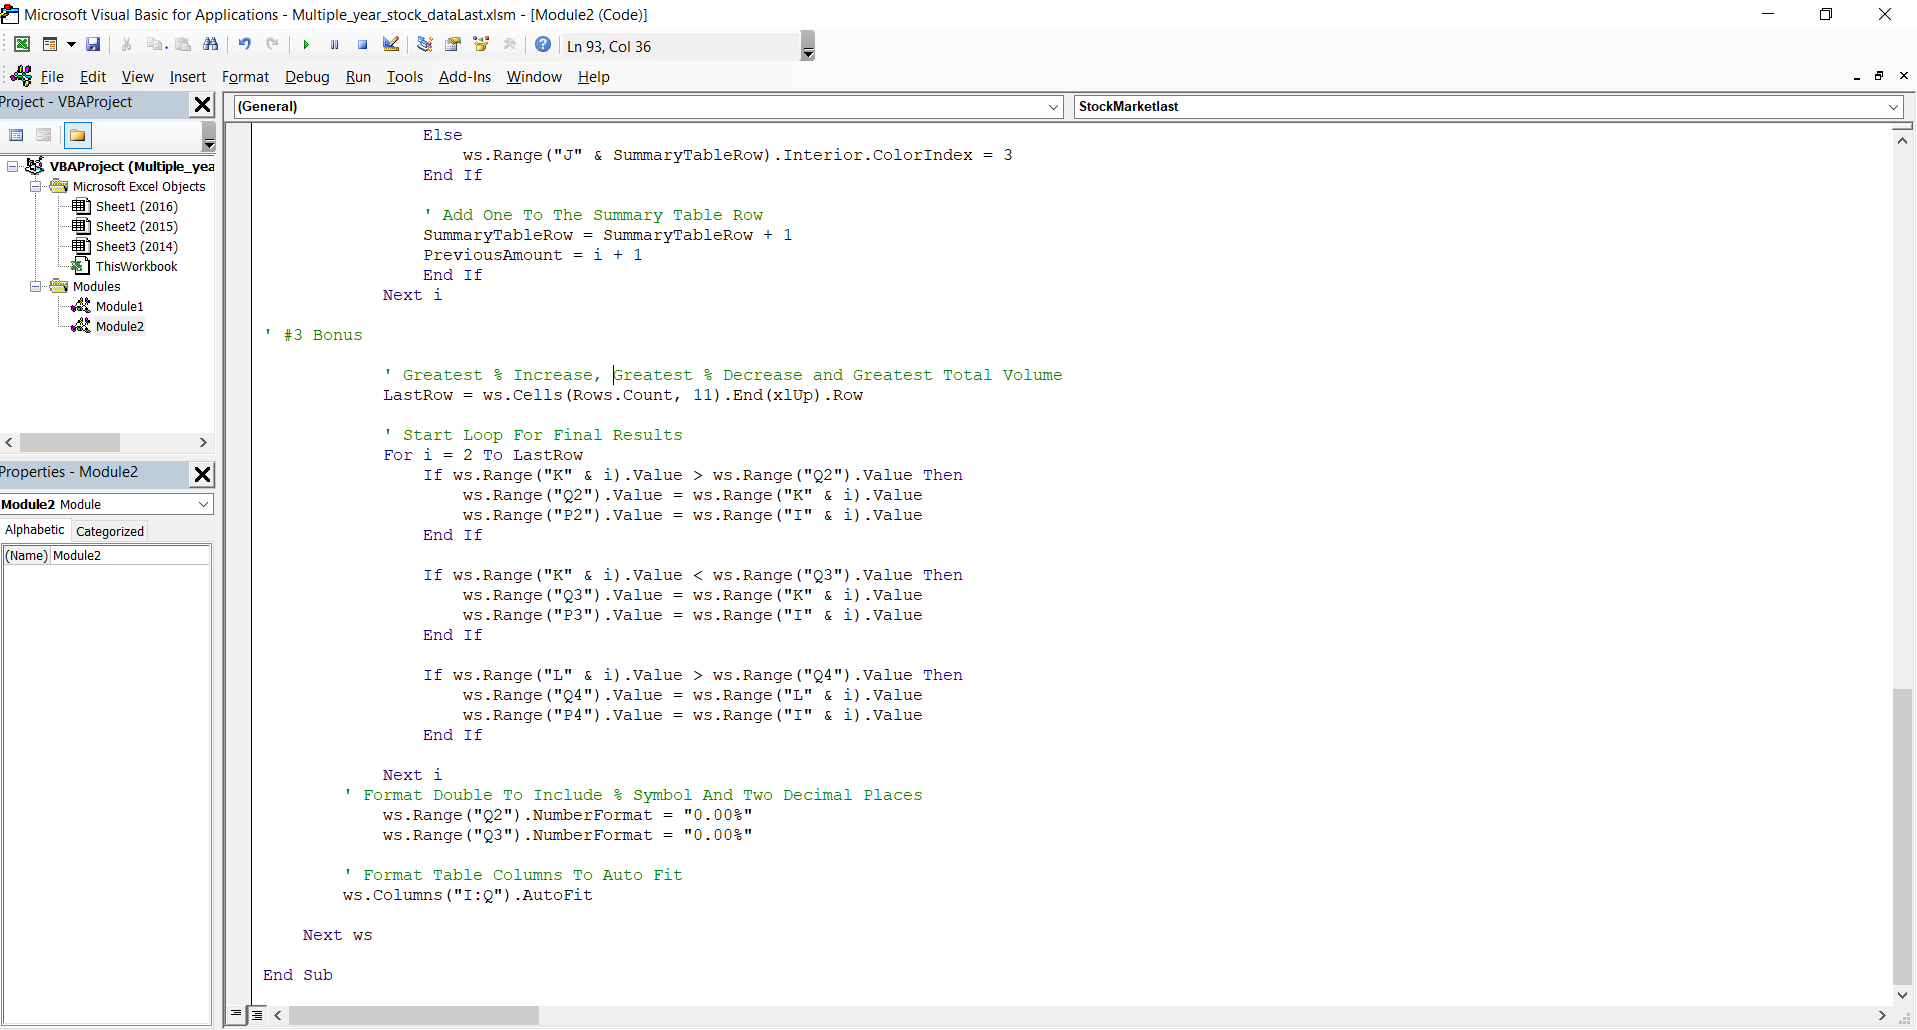 Microsoft Visual Basic for Applications - Multiple_year_stock_dataLast.xlsm - [Module2 (Code)]
Ln 93, Col 36
File Edit View Insert Format Debug Run Tools Add-Ins Window Help
Project - VBAProject
(General)
StockMarketlast
VBAProject (Multiple_yea
Microsoft Excel Objects
Sheet1 (2016)
Sheet2 (2015)
Sheet3 (2014)
ThisWorkbook
Modules
Module1
Module2
Properties - Module2
Module2 Module
Alphabetic Categorized
(Name) Module2
Else
ws.Range("J" & SummaryTableRow).Interior.ColorIndex = 3
End If
' Add One To The Summary Table Row
SummaryTableRow = SummaryTableRow + 1
PreviousAmount = i + 1
End If
Next i
' #3 Bonus
' Greatest % Increase, Greatest % Decrease and Greatest Total Volume
LastRow = ws.Cells(Rows.Count, 11).End(xlUp).Row
' Start Loop For Final Results
For i = 2 To LastRow
If ws.Range("K" & i).Value > ws.Range("Q2").Value Then
ws.Range("Q2").Value = ws.Range("K" & i).Value
ws.Range("P2").Value = ws.Range("I" & i).Value
End If
If ws.Range("K" & i).Value < ws.Range("Q3").Value Then
ws.Range("Q3").Value = ws.Range("K" & i).Value
ws.Range("P3").Value = ws.Range("I" & i).Value
End If
If ws.Range("L" & i).Value > ws.Range("Q4").Value Then
ws.Range("Q4").Value = ws.Range("L" & i).Value
ws.Range("P4").Value = ws.Range("I" & i).Value
End If
Next i
' Format Double To Include % Symbol And Two Decimal Places
ws.Range("Q2").NumberFormat = "0.00%"
ws.Range("Q3").NumberFormat = "0.00%"
' Format Table Columns To Auto Fit
ws.Columns("I:Q").AutoFit
Next ws
End Sub